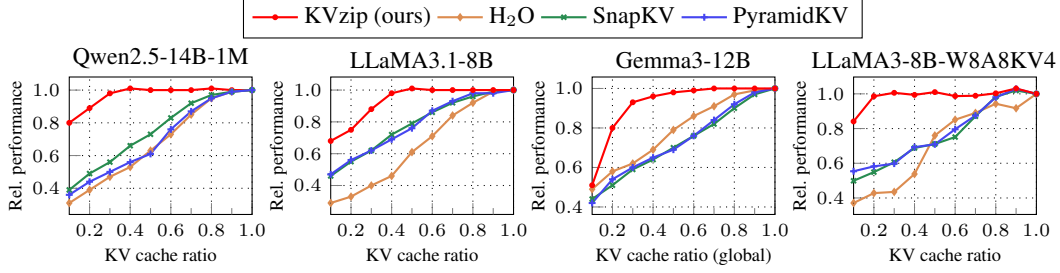 KVzip (ours) H₂O SnapKV PyramidKV
Qwen2.5-14B-1M
Rel. performance
1.0
0.8
0.6
0.4
0.2 0.4 0.6 0.8 1.0
KV cache ratio
LLaMA3.1-8B
Rel. performance
1.0
0.8
0.6
0.4
0.2 0.4 0.6 0.8 1.0
KV cache ratio
Gemma3-12B
Rel. performance
1.0
0.8
0.6
0.4
0.2 0.4 0.6 0.8 1.0
KV cache ratio (global)
LLaMA3-8B-W8A8KV4
Rel. performance
1.0
0.8
0.6
0.4
0.2 0.4 0.6 0.8 1.0
KV cache ratio